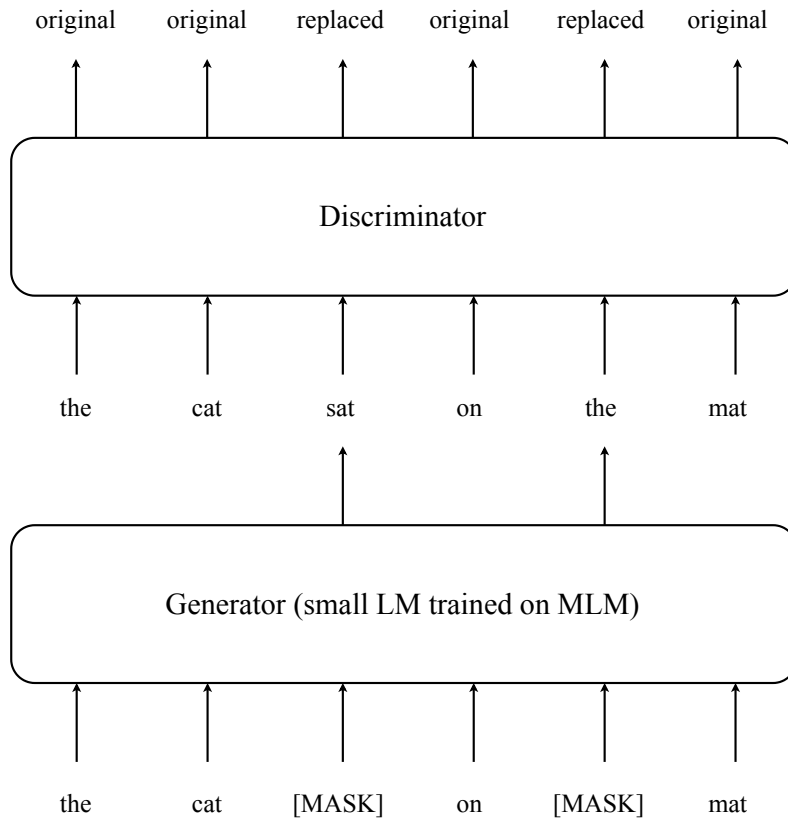 original original replaced original replaced original
Discriminator
the cat sat on the mat
Generator (small LM trained on MLM)
the cat [MASK] on [MASK] mat